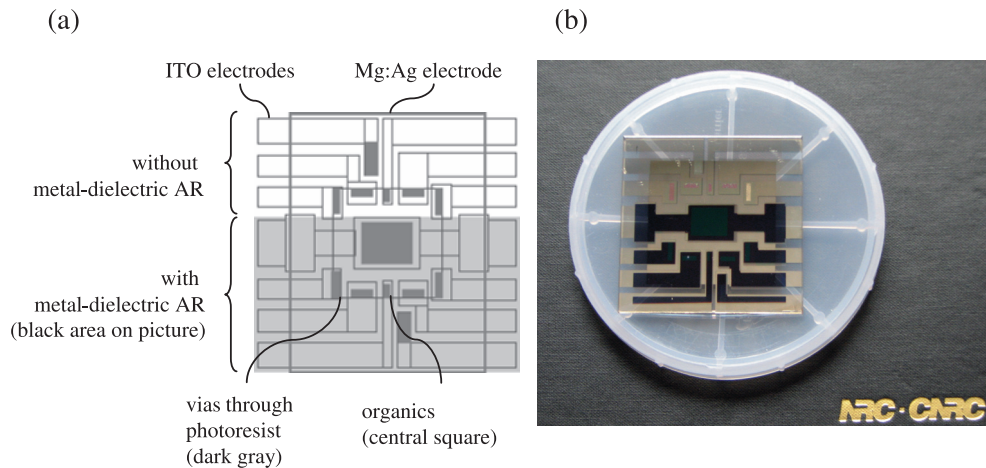 (a)
(b)
ITO electrodes
Mg:Ag electrode
without
metal-dielectric AR
with
metal-dielectric AR
(black area on picture)
vias through
photoresist
(dark gray)
organics
(central square)
NRC·CNRC